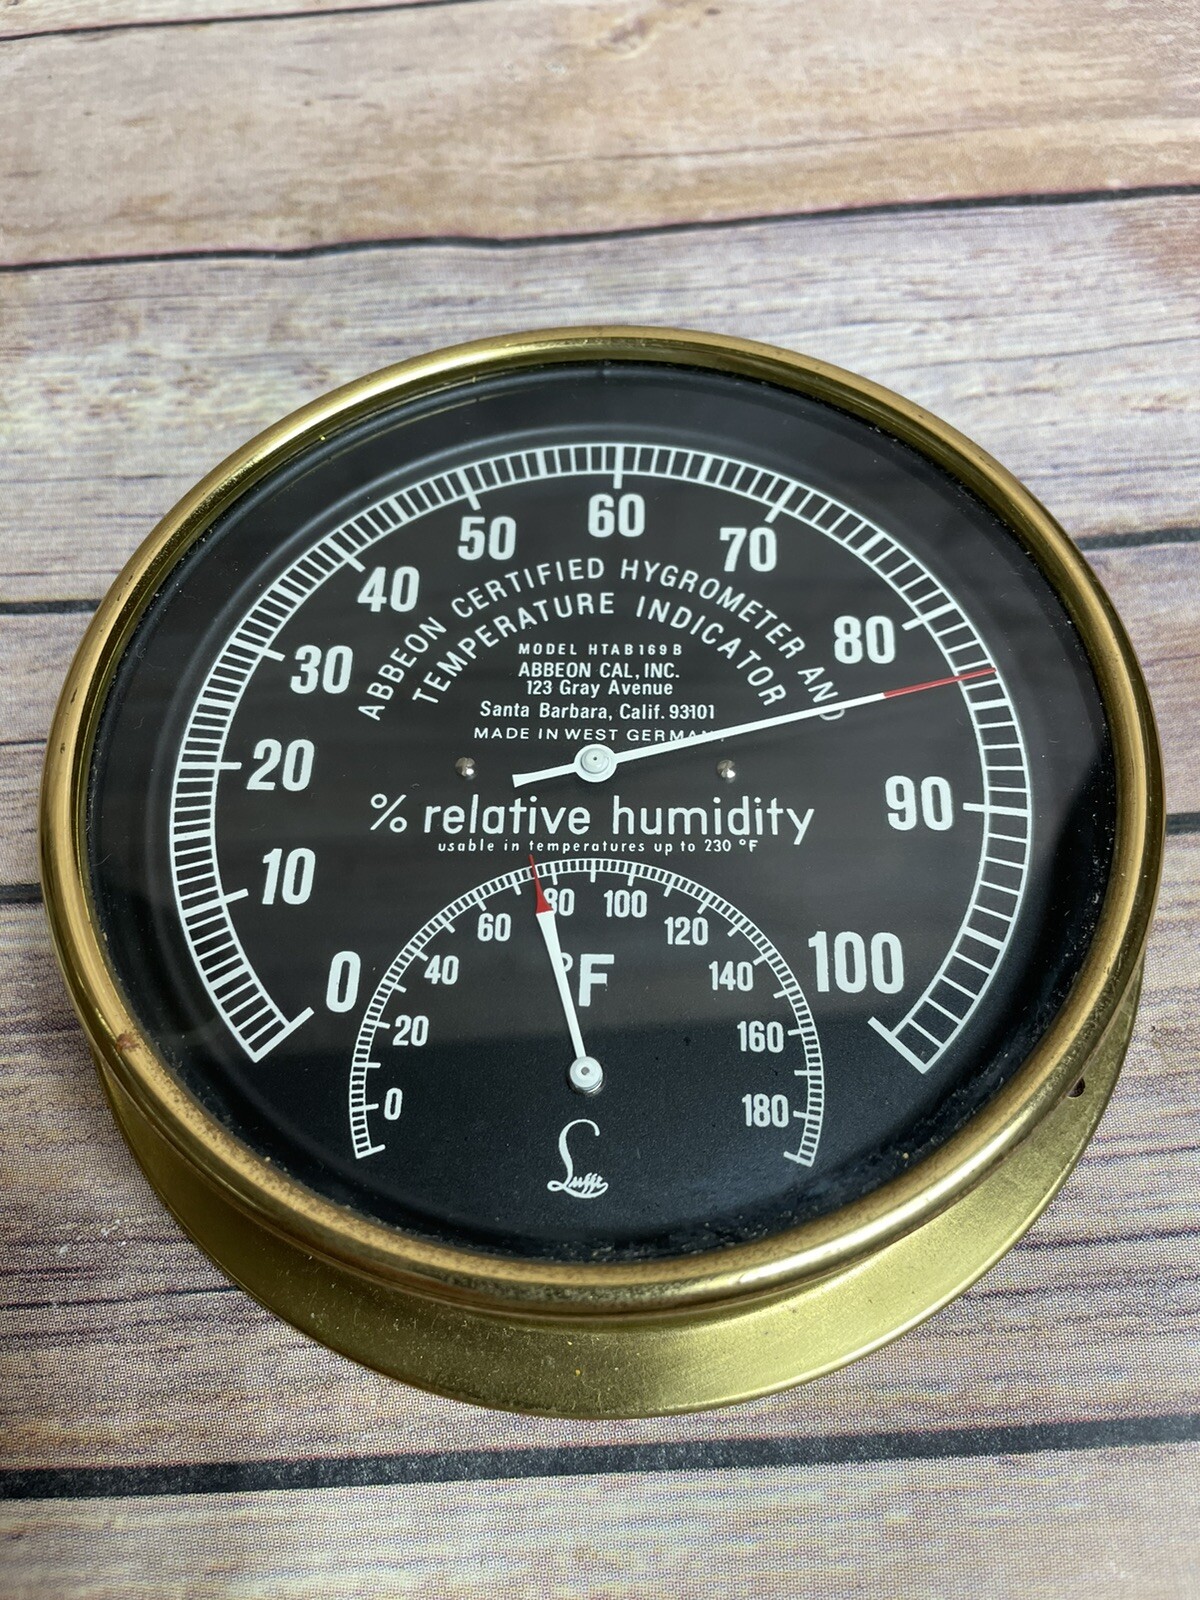 0 10 20 30 40 50 60 70 80 90 100
ABBEON CERTIFIED HYGROMETER AND
TEMPERATURE INDICATOR
MODEL HTAB169B
ABBEON CAL, INC.
123 Gray Avenue
Santa Barbara, Calif. 93101
MADE IN WEST GERMANY
% relative humidity
usable in temperatures up to 230 °F
0 20 40 60 80 100 120 140 160 180
°F
Lufft